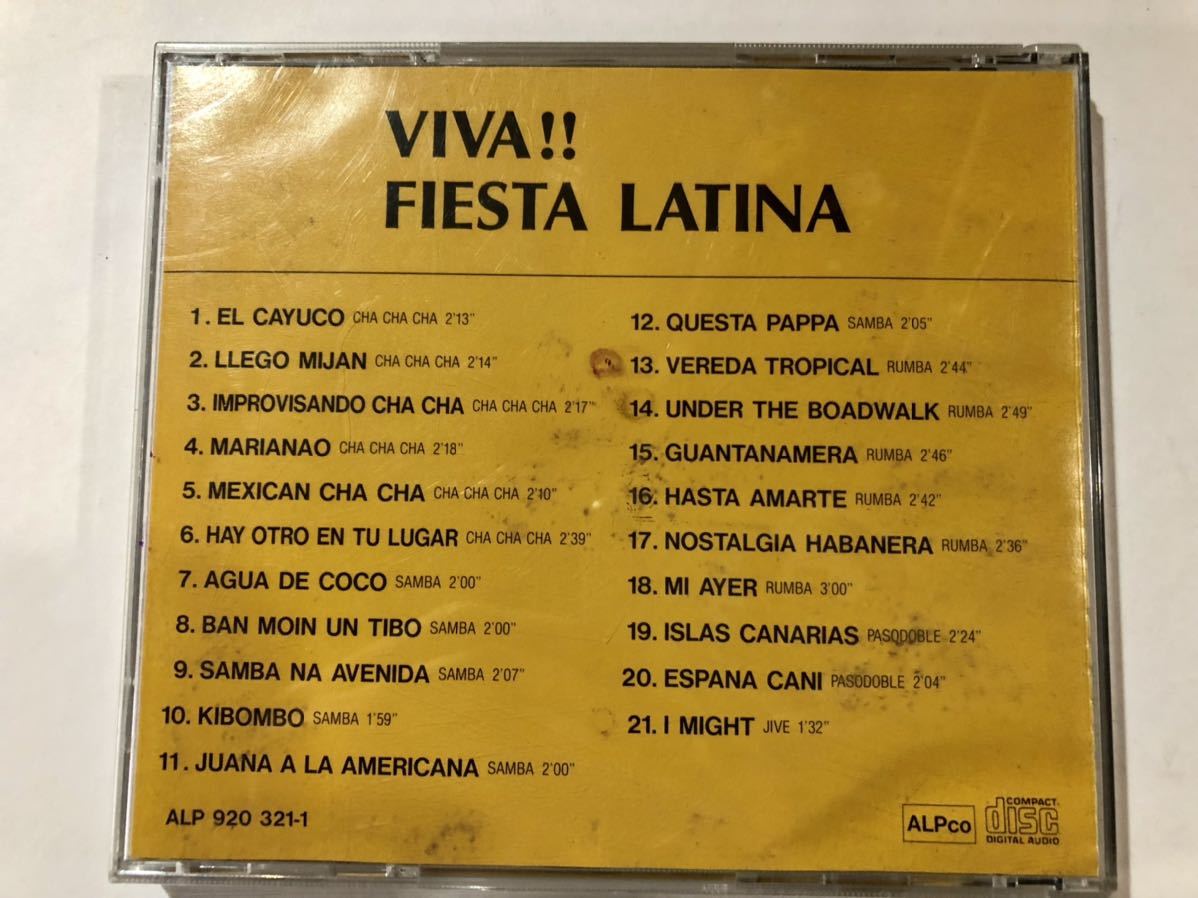 VIVA!!
FIESTA LATINA
1. EL CAYUCO CHA CHA CHA 2'13"
2. LLEGO MIJAN CHA CHA CHA 2'14"
3. IMPROVISANDO CHA CHA CHA CHA CHA 2'17"
4. MARIANAO CHA CHA CHA 2'18"
5. MEXICAN CHA CHA CHA CHA CHA 2'10"
6. HAY OTRO EN TU LUGAR CHA CHA CHA 2'39"
7. AGUA DE COCO SAMBA 2'00"
8. BAN MOIN UN TIBO SAMBA 2'00"
9. SAMBA NA AVENIDA SAMBA 2'07"
10. KIBOMBO SAMBA 1'59"
11. JUANA A LA AMERICANA SAMBA 2'00"
12. QUESTA PAPPA SAMBA 2'05"
13. VEREDA TROPICAL RUMBA 2'44"
14. UNDER THE BOADWALK RUMBA 2'49"
15. GUANTANAMERA RUMBA 2'46"
16. HASTA AMARTE RUMBA 2'42"
17. NOSTALGIA HABANERA RUMBA 2'36"
18. MI AYER RUMBA 3'00"
19. ISLAS CANARIAS PASODOBLE 2'24"
20. ESPANA CANI PASODOBLE 2'04"
21. I MIGHT JIVE 1'32"
ALP 920 321-1
ALPco
COMPACT
disc
DIGITAL AUDIO